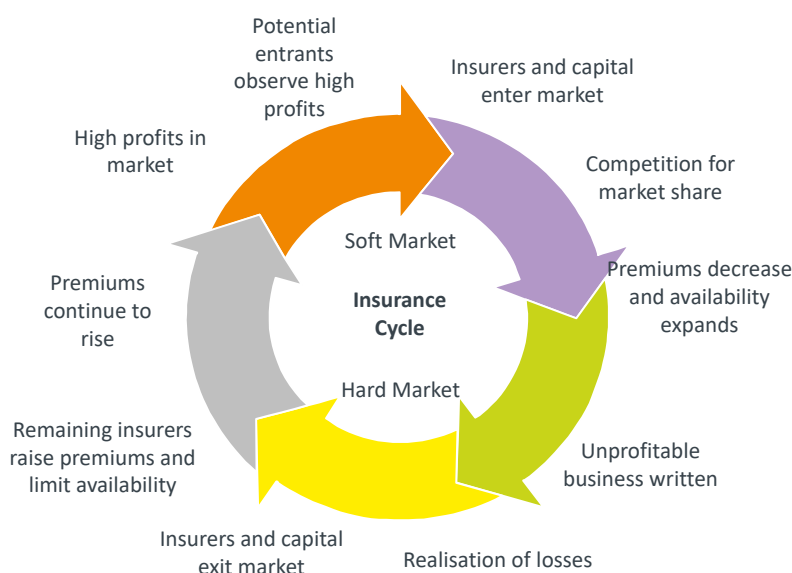 Potential
entrants
observe high
profits
Insurers and capital
enter market
Competition for
market share
Premiums decrease
and availability
expands
Unprofitable
business written
Realisation of losses
Insurers and capital
exit market
Remaining insurers
raise premiums and
limit availability
Premiums
continue to
rise
High profits in
market
Soft Market
Insurance
Cycle
Hard Market